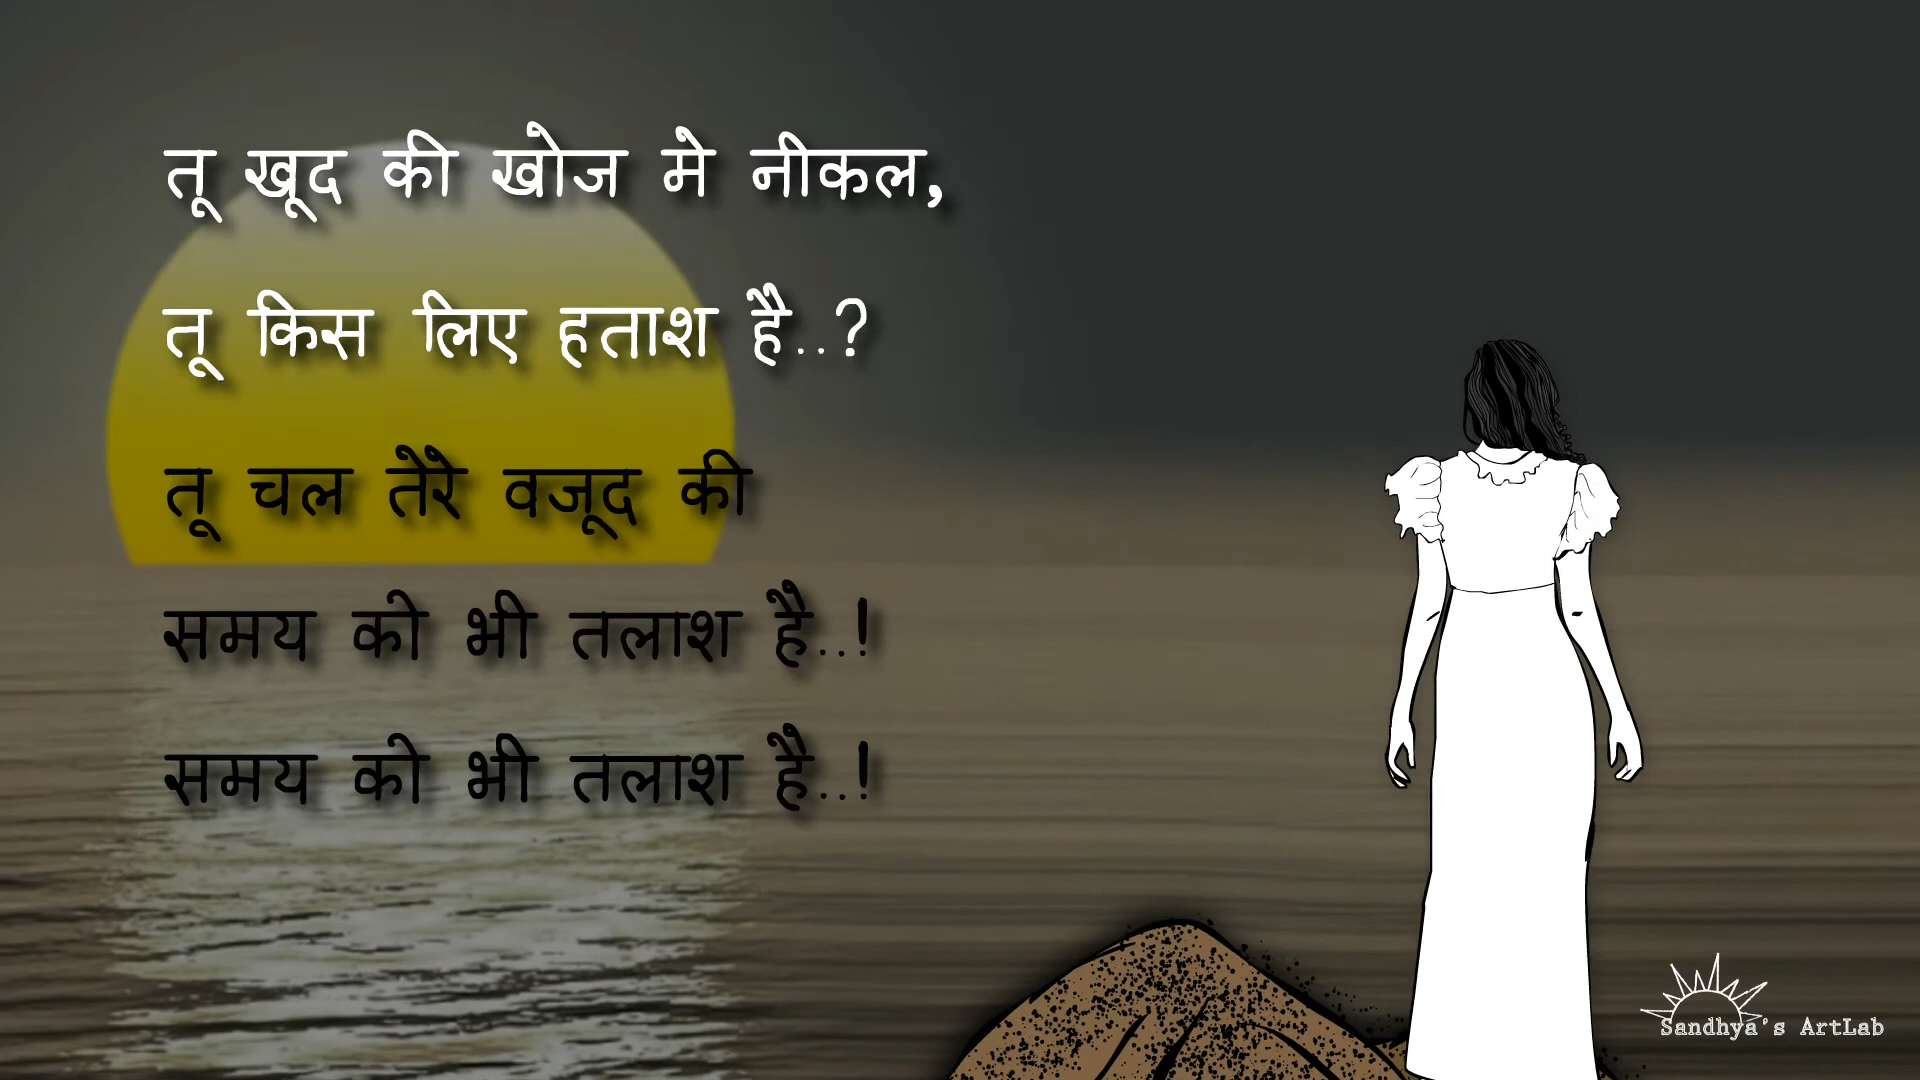 तू खूद की खोज मे नीकल,
तू किस लिए हताश है..?
तू चल तेरे वजूद की
समय को भी तलाश है..!
समय को भी तलाश है..!
Sandhya's ArtLab